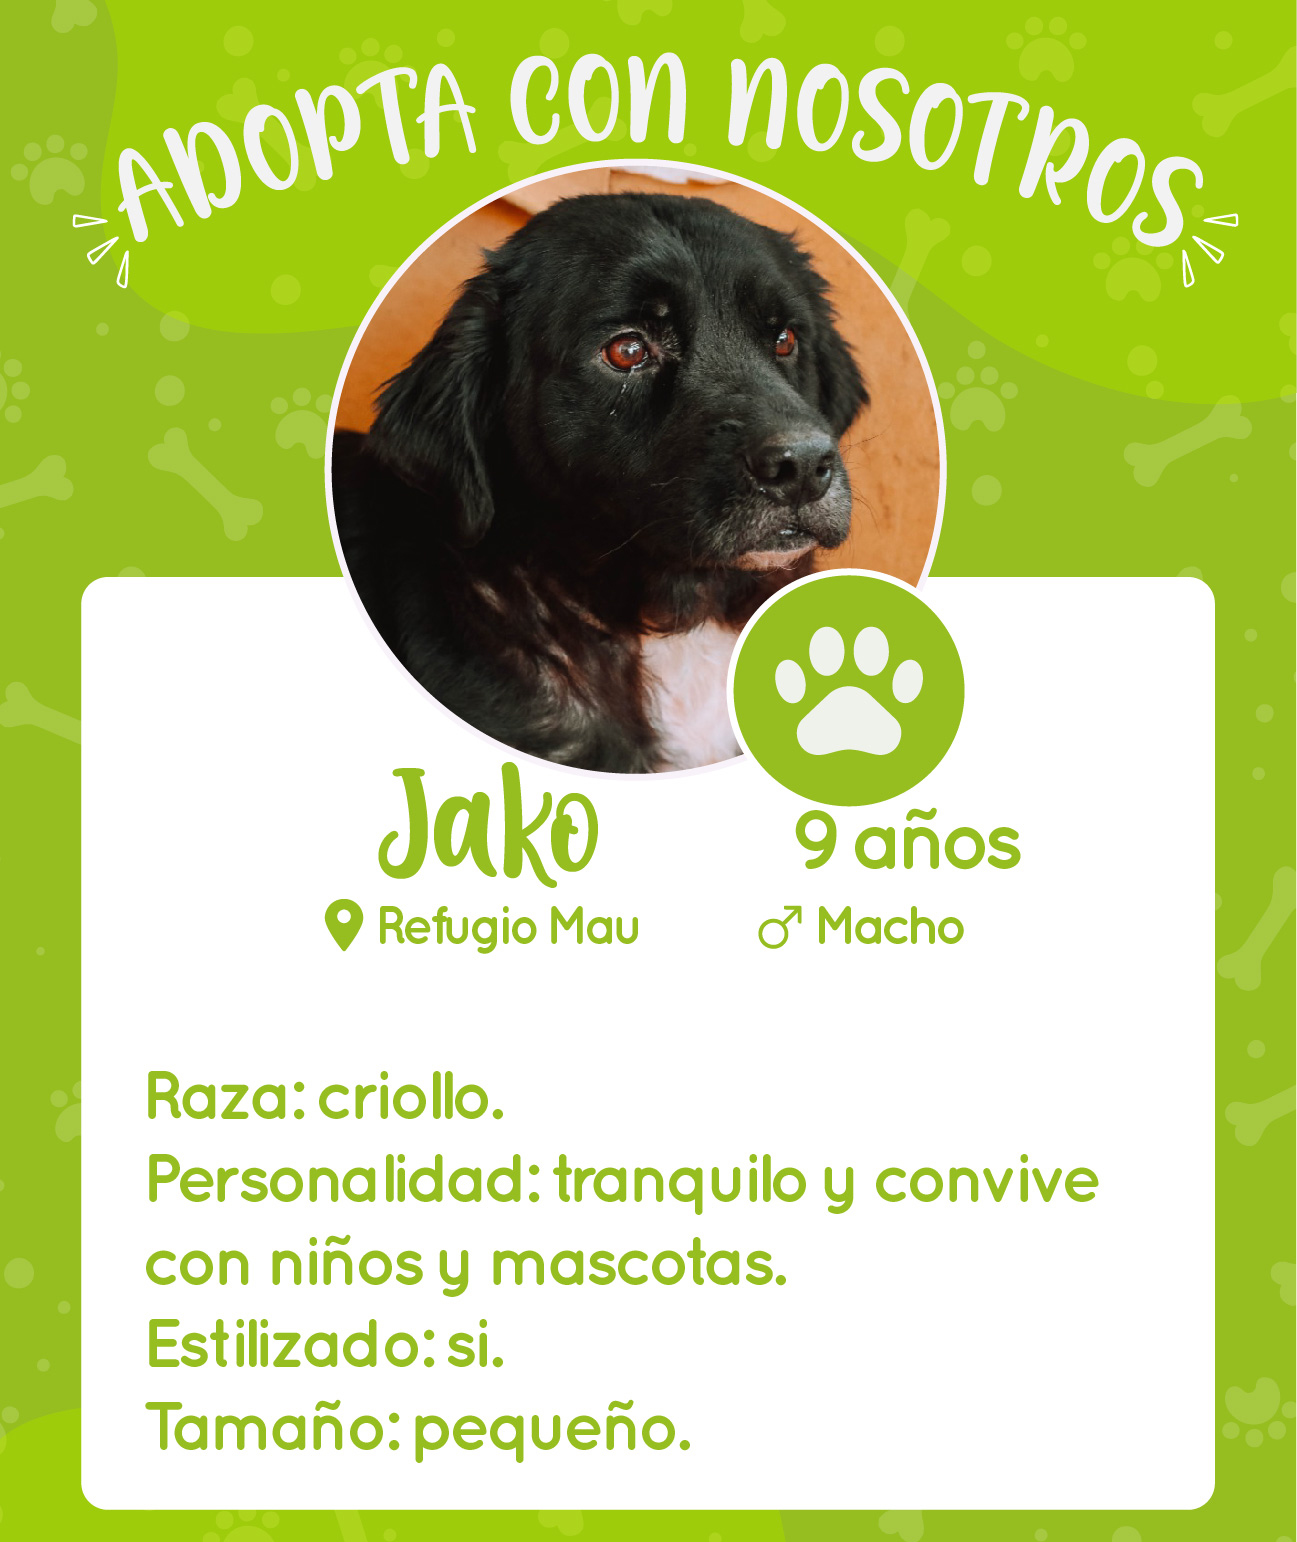 ADOPTA CON NOSOTROS
Jako
9 años
Refugio Mau
Macho
Raza: criollo.
Personalidad: tranquilo y convive
con niños y mascotas.
Estilizado: si.
Tamaño: pequeño.